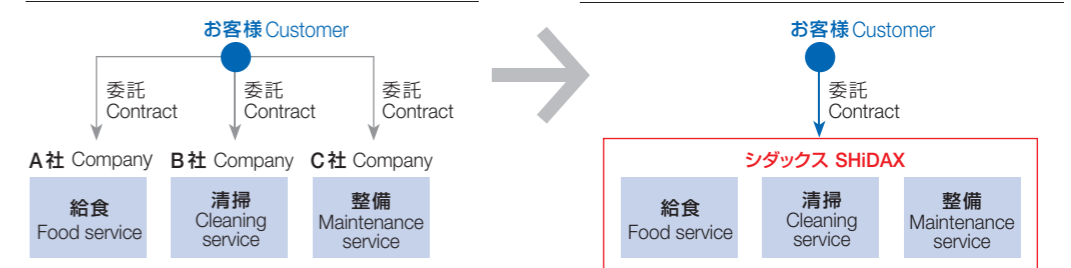 お客様 Customer
委託
Contract
委託
Contract
委託
Contract
A社 Company
B社 Company
C社 Company
給食
Food service
清掃
Cleaning
service
整備
Maintenance
service
お客様 Customer
委託
Contract
シダックス SHiDAX
給食
Food service
清掃
Cleaning
service
整備
Maintenance
service